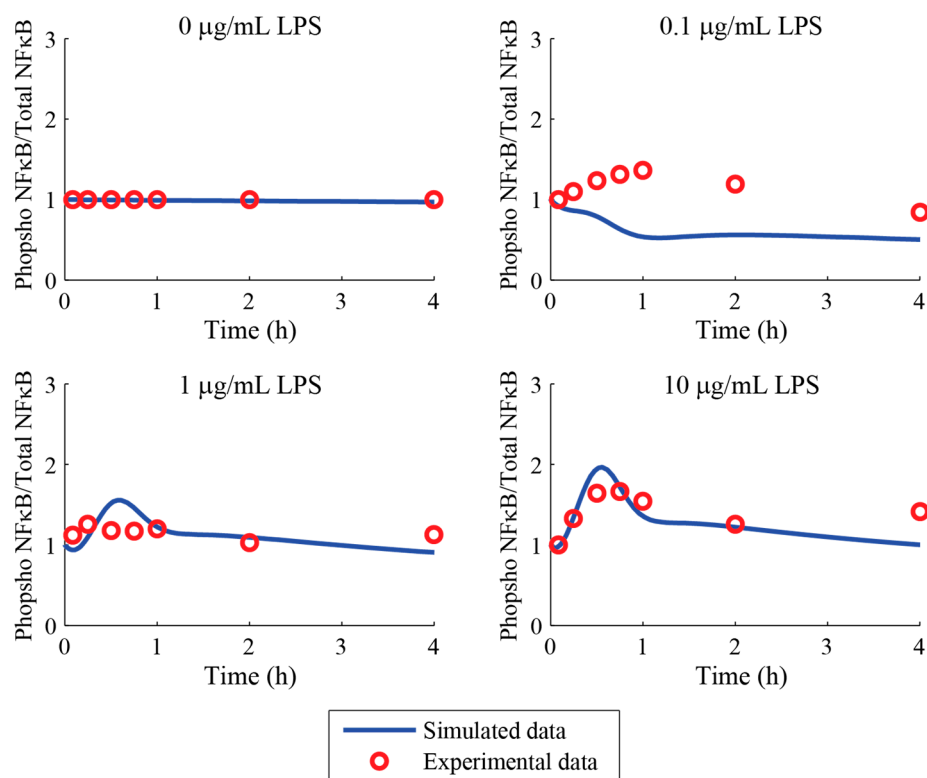 0 μg/mL LPS
Phopsho NFκB/Total NFκB
3
2
1
0
0 1 2 3 4
Time (h)
0.1 μg/mL LPS
Phopsho NFκB/Total NFκB
3
2
1
0
0 1 2 3 4
Time (h)
1 μg/mL LPS
Phopsho NFκB/Total NFκB
3
2
1
0
0 1 2 3 4
Time (h)
10 μg/mL LPS
Phopsho NFκB/Total NFκB
3
2
1
0
0 1 2 3 4
Time (h)
Simulated data
Experimental data